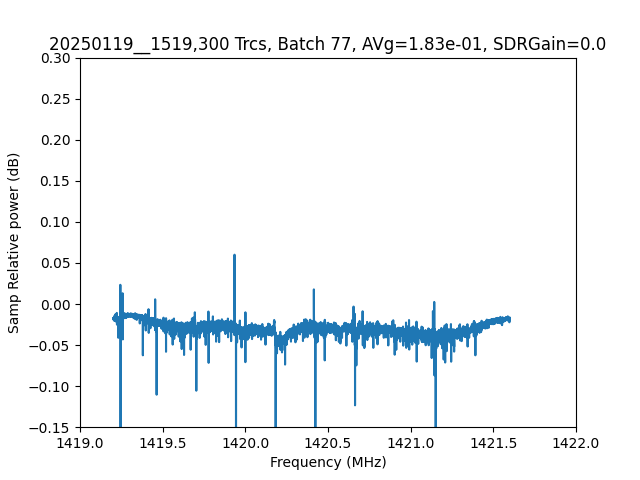 20250119__1519,300 Trcs, Batch 77, AVg=1.83e-01, SDRGain=0.0
0.30
0.25
0.20
0.15
0.10
0.05
0.00
−0.05
−0.10
−0.15
Samp Relative power (dB)
1419.0 1419.5 1420.0 1420.5 1421.0 1421.5 1422.0
Frequency (MHz)